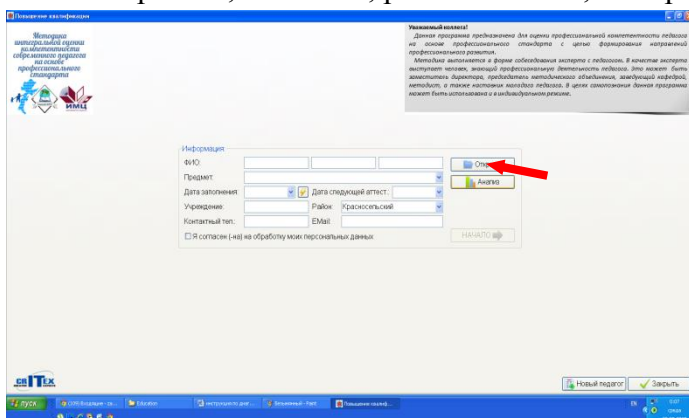 Повышение квалификации
Методика
интегральной оценки
компетентности
современного педагога
на основе
профессионального
стандарта
ИМЦ
Уважаемый коллега!
Данная программа предназначена для оценки профессиональной компетентности педагога
на основе профессионального стандарта с целью формирования направлений
профессионального развития.
Методика выполняется в форме собеседования эксперта с педагогом. В качестве эксперта
выступает человек, знающий профессиональную деятельность педагога. Это может быть
заместитель директора, председатель методического объединения, заведующий кафедрой,
методист, а также наставник молодого педагога. В целях самопознания данная программа
может быть использована и в индивидуальном режиме.
Информация
ФИО:
Предмет:
Анализ
Дата заполнения: Дата следующей аттест.:
Учреждение: Район: Красносельский
Контактный тел.: EMail:
Я согласен (-на) на обработку моих персональных данных
НАЧАЛО
Новый педагог
Закрыть
пуск
Education
Безымянный - Paint